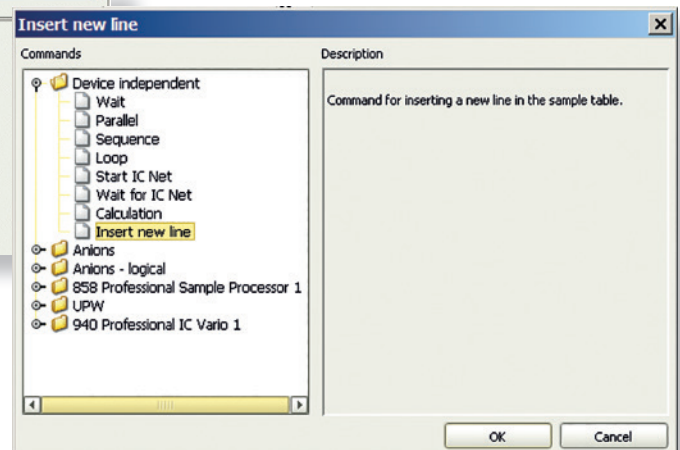 Insert new line
Commands
Description
Device independent
Wait
Parallel
Sequence
Loop
Start IC Net
Wait for IC Net
Calculation
Insert new line
Anions
Anions - logical
858 Professional Sample Processor 1
UPW
940 Professional IC Vario 1
Command for inserting a new line in the sample table.
OK
Cancel